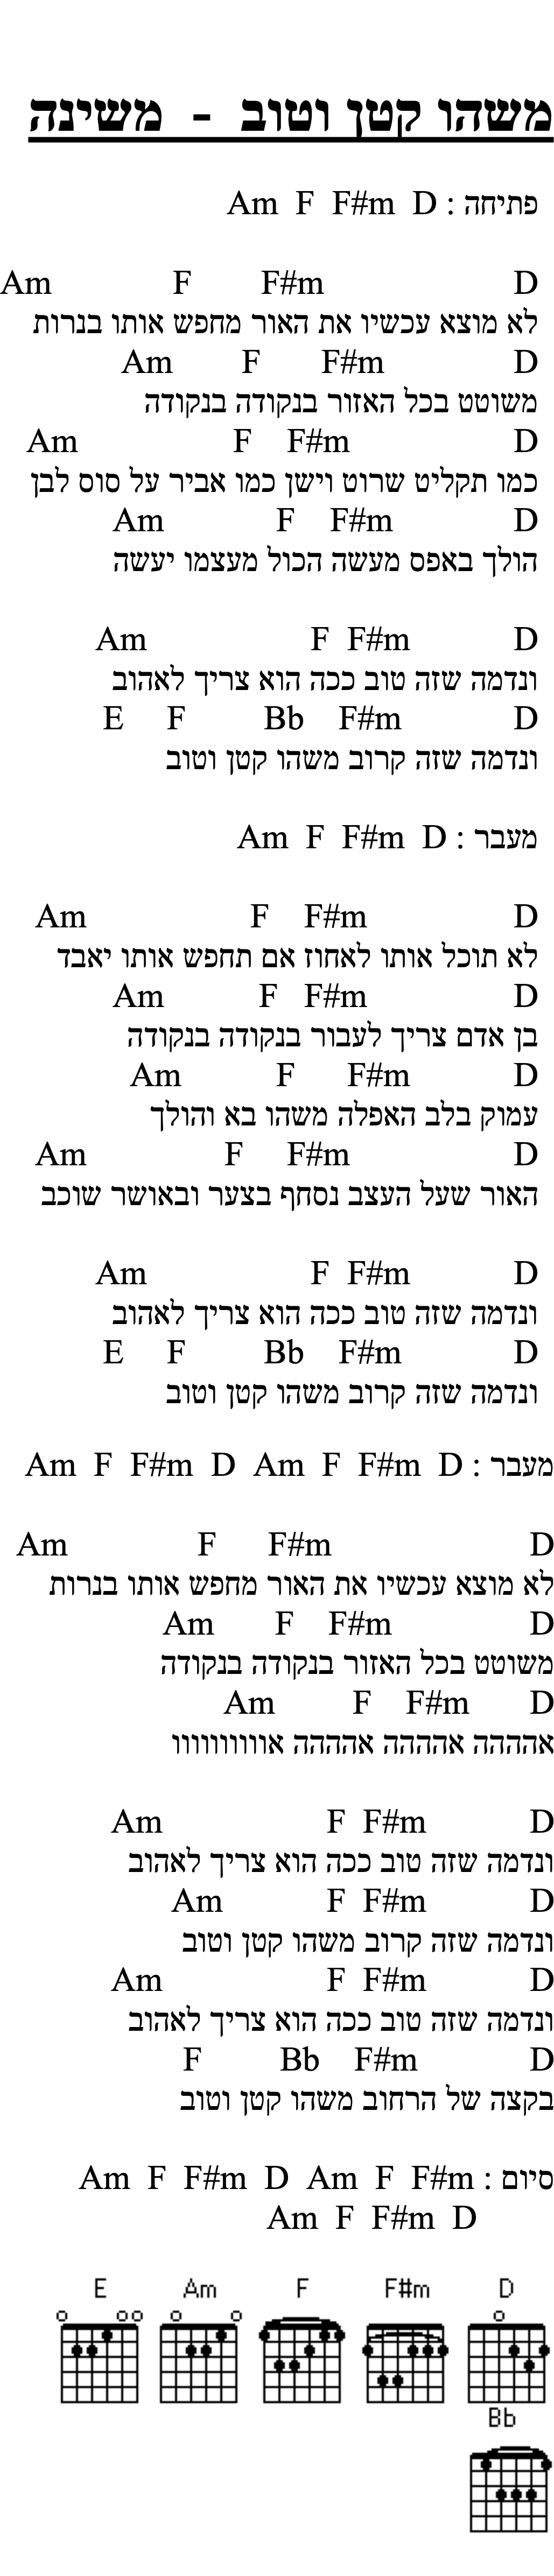 משהו קטן וטוב - משינה
פתיחה : Am F F#m D
Am F F#m D
לא מוצא עכשיו את האור מחפש אותו בנרות
Am F F#m D
משוטט בכל האזור בנקודה בנקודה
Am F F#m D
כמו תקליט שרוט וישן כמו אביר על סוס לבן
Am F F#m D
הולך באפס מעשה הכול מעצמו יעשה
Am F F#m D
ונדמה שזה טוב ככה הוא צריך לאהוב
E F Bb F#m D
ונדמה שזה קרוב משהו קטן וטוב
מעבר : Am F F#m D
Am F F#m D
לא תוכל אותו לאחוז אם תחפש אותו יאבד
Am F F#m D
בן אדם צריך לעבור בנקודה בנקודה
Am F F#m D
עמוק בלב האפלה משהו בא והולך
Am F F#m D
האור שעל העצב נסחף בצער ובאושר שוכב
Am F F#m D
ונדמה שזה טוב ככה הוא צריך לאהוב
E F Bb F#m D
ונדמה שזה קרוב משהו קטן וטוב
מעבר : Am F F#m D Am F F#m D
Am F F#m D
לא מוצא עכשיו את האור מחפש אותו בנרות
Am F F#m D
משוטט בכל האזור בנקודה בנקודה
Am F F#m D
אהההה אההההה אההההה אוווווווווו
Am F F#m D
ונדמה שזה טוב ככה הוא צריך לאהוב
Am F F#m D
ונדמה שזה קרוב משהו קטן וטוב
Am F F#m D
ונדמה שזה טוב ככה הוא צריך לאהוב
F Bb F#m D
בקצה של הרחוב משהו קטן וטוב
סיום : Am F F#m D Am F F#m
Am F F#m D
E Am F F#m D
Bb